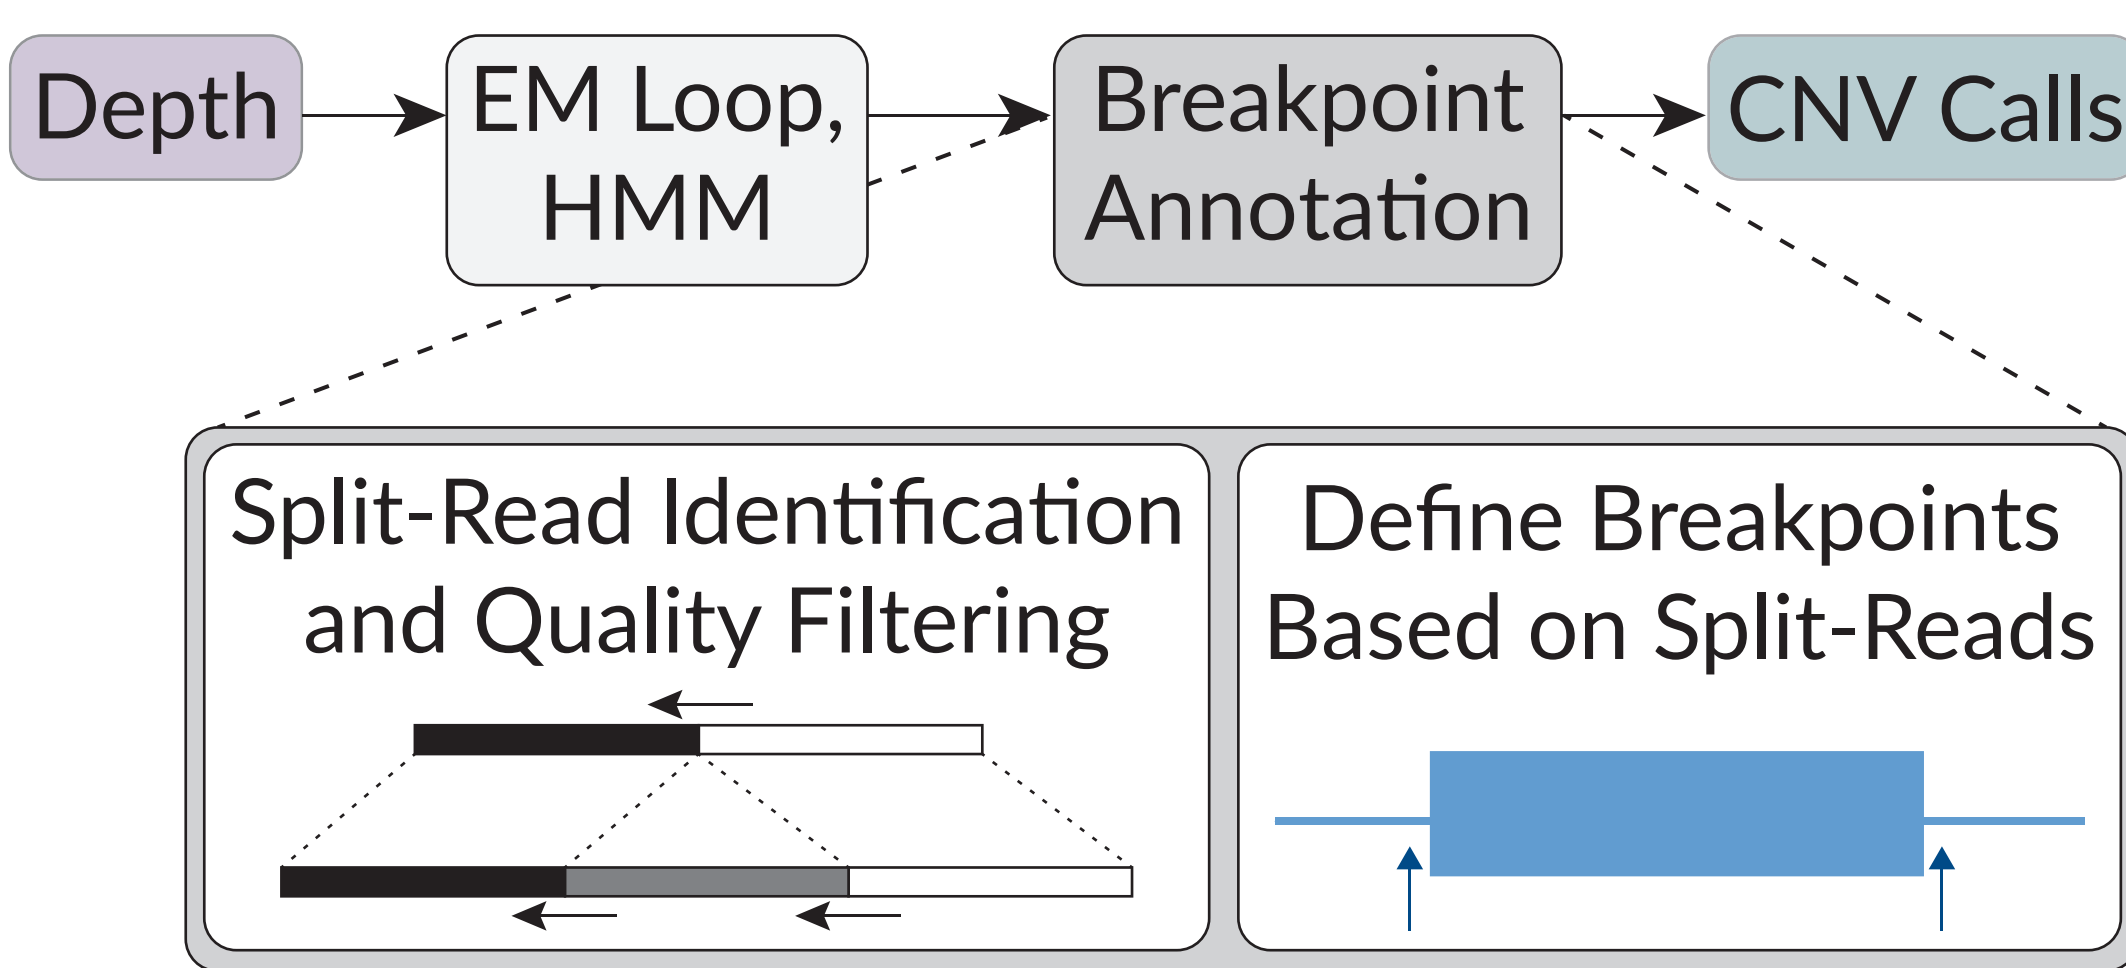 Depth
EM Loop,
HMM
Breakpoint
Annotation
CNV Calls
Split-Read Identification
and Quality Filtering
Define Breakpoints
Based on Split-Reads